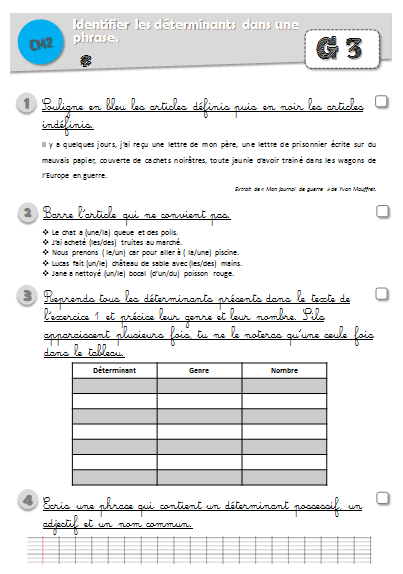 CM2
Identifier les déterminants dans une
phrase.
G 3
1
Souligne en bleu les articles définis puis en noir les articles
indéfinis.
Il y a quelques jours, j'ai reçu une lettre de mon père, une lettre de prisonnier écrite sur du
mauvais papier, couverte de cachets noirâtres, toute jaunie d'avoir trainé dans les wagons de
l'Europe en guerre.
Extrait de « Mon journal de guerre » de Yvon Mauffret.
2
Barre l'article qui ne convient pas.
❖ Le chat a (une/la) queue et des poils.
❖ J'ai acheté (les/des) truites au marché.
❖ Nous prenons ( le/un) car pour aller à ( la/une) piscine.
❖ Lucas fait (un/le) château de sable avec (les/des) mains.
❖ Jane a nettoyé (un/le) bocal (d'un/du) poisson rouge.
3
Reprends tous les déterminants présents dans le texte de
l'exercice 1 et précise leur genre et leur nombre. S'ils
apparaissent plusieurs fois, tu ne le noteras qu'une seule fois
dans le tableau.
Déterminant Genre Nombre
4
Ecris une phrase qui contient un déterminant possessif, un
adjectif et un nom commun.